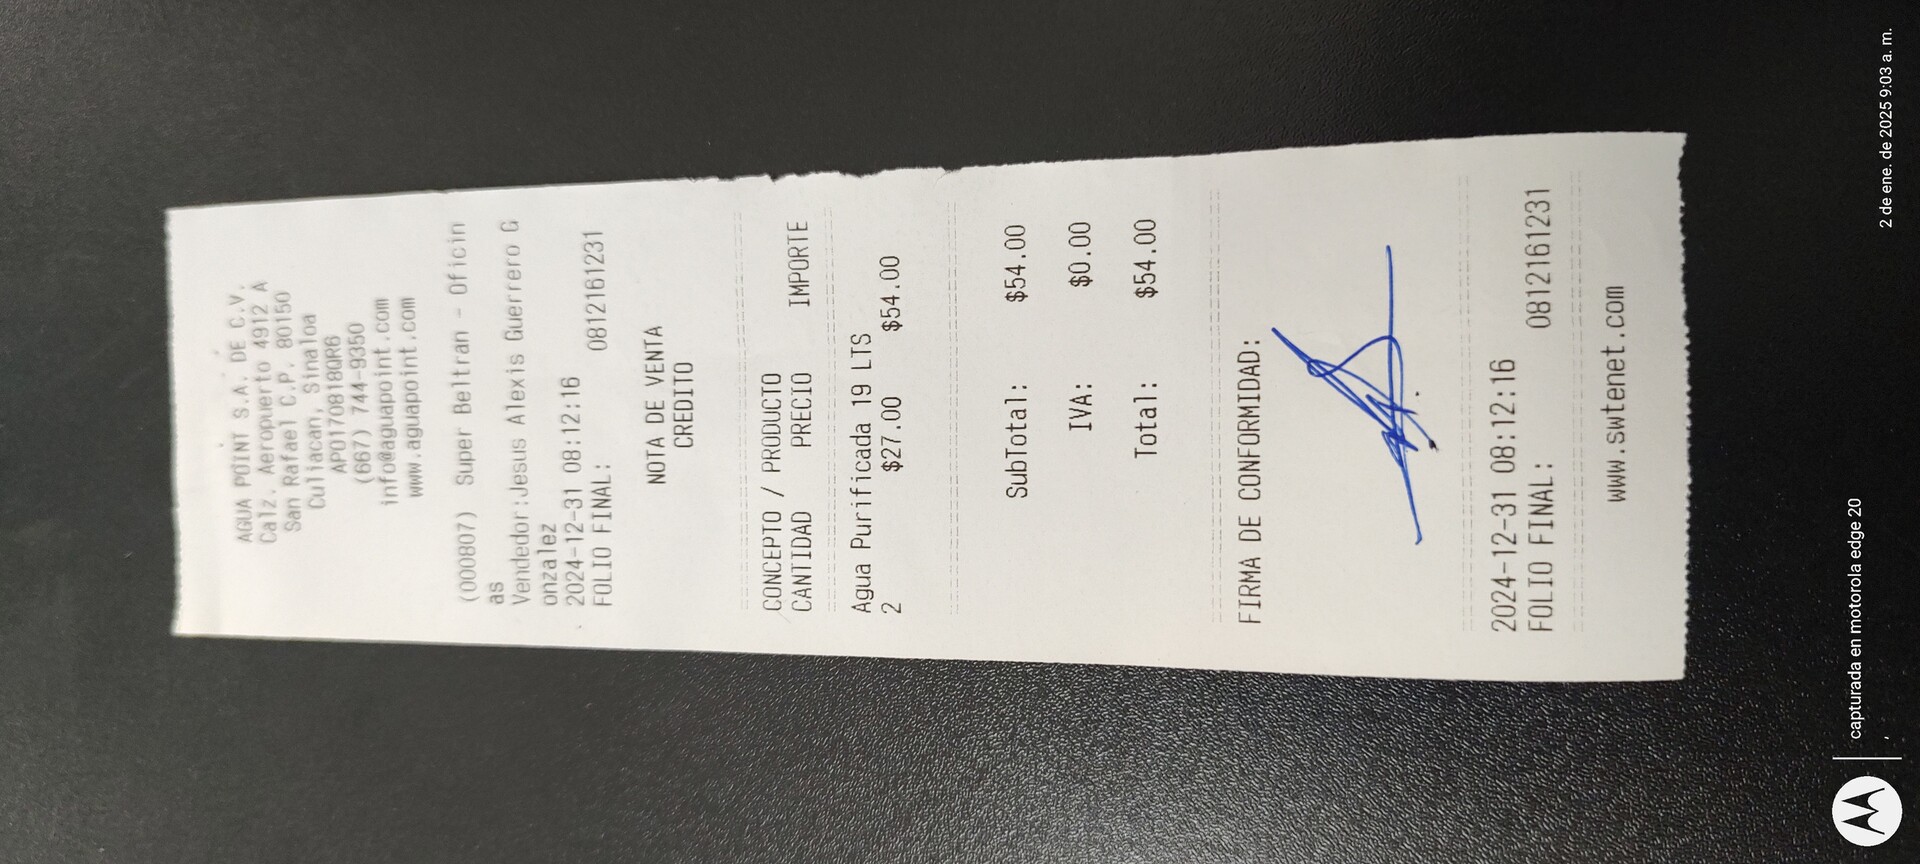 AGUA POINT S.A. DE C.V.
Calz. Aeropuerto 4912 A
San Rafael C.P. 80150
Culiacan, Sinaloa
APO170818QR6
(667) 744-9350
info@aguapoint.com
www.aguapoint.com
(000807) Super Beltran - Oficin
as
Vendedor:Jesus Alexis Guerrero G
onzalez
2024-12-31 08:12:16
FOLIO FINAL: 0812161231
NOTA DE VENTA
CREDITO
CONCEPTO / PRODUCTO
CANTIDAD PRECIO IMPORTE
Agua Purificada 19 LTS
2 $27.00 $54.00
SubTotal: $54.00
IVA: $0.00
Total: $54.00
FIRMA DE CONFORMIDAD:
2024-12-31 08:12:16
FOLIO FINAL: 0812161231
www.swtenet.com
capturada en motorola edge 20
2 de ene. de 2025 9:03 a. m.